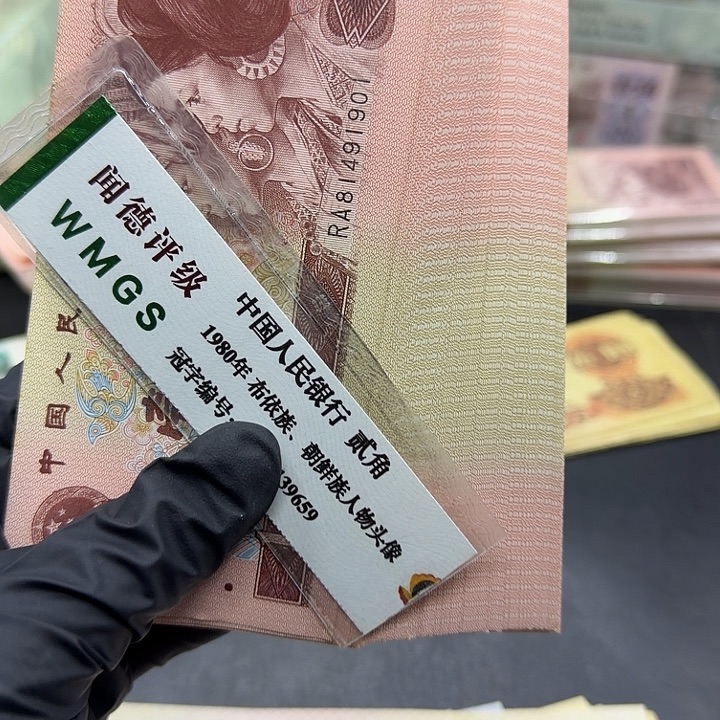 闻德评级
WMGS
中国人民银行 贰角
1980年 布依族、朝鲜族人物头像
冠字编号
39659
RA81491901
中国人民